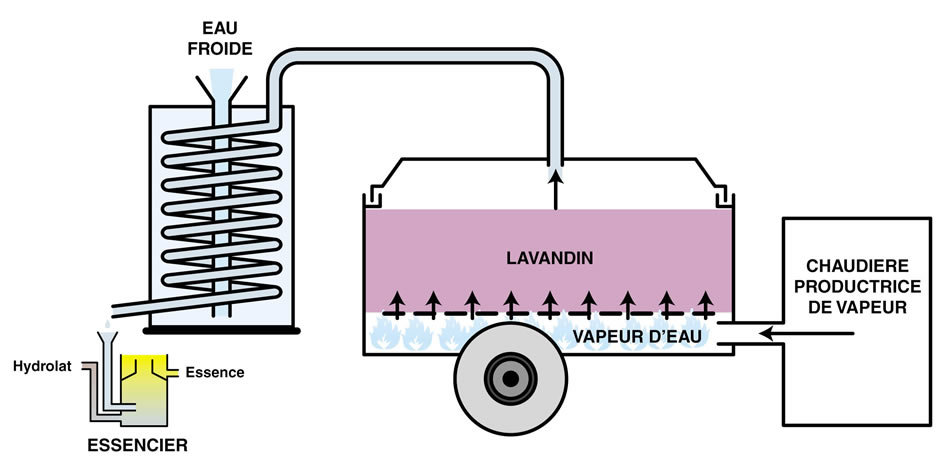 EAU
FROIDE
LAVANDIN
CHAUDIERE
PRODUCTRICE
DE VAPEUR
VAPEUR D'EAU
Hydrolat
Essence
ESSENCIER